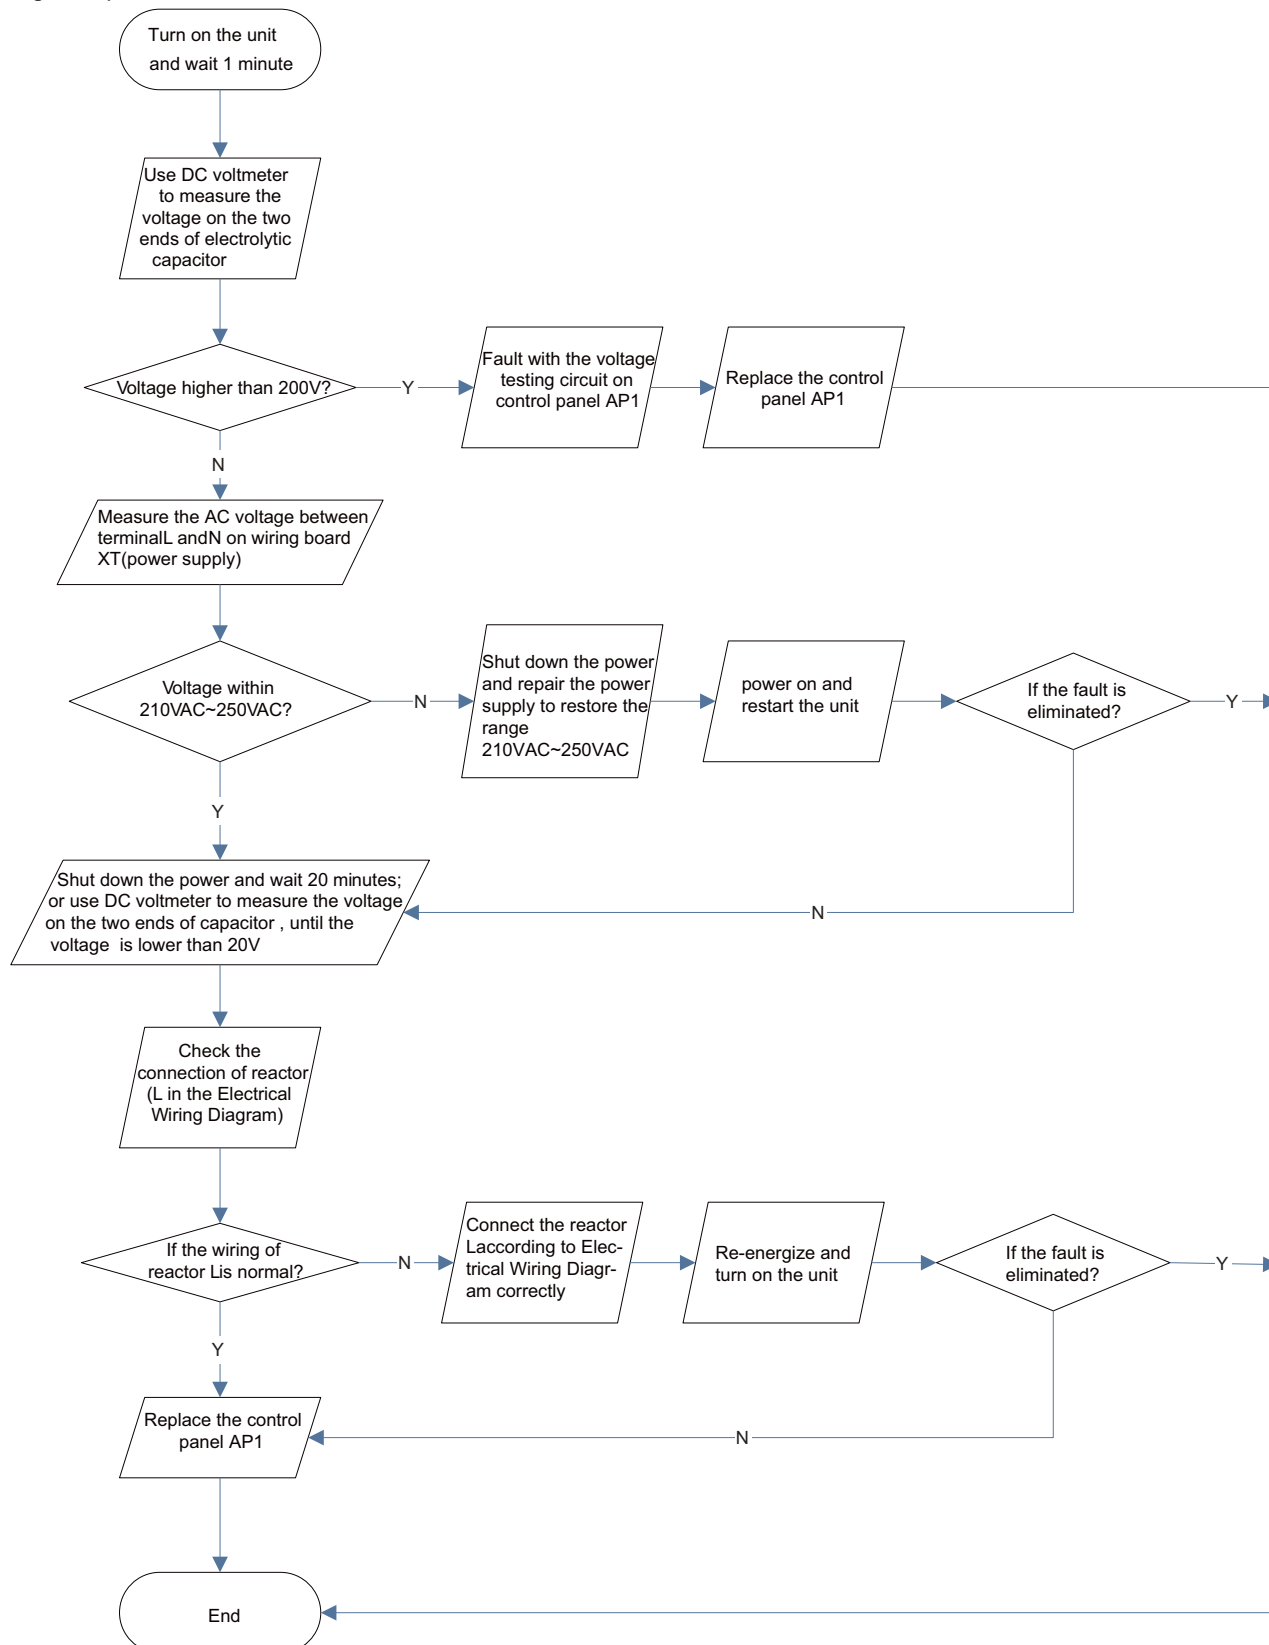 Turn on the unit
and wait 1 minute
Use DC voltmeter
to measure the
voltage on the two
ends of electrolytic
capacitor
Voltage higher than 200V?
Y
Fault with the voltage
testing circuit on
control panel AP1
Replace the control
panel AP1
N
Measure the AC voltage between
terminalL andN on wiring board
XT(power supply)
Voltage within
210VAC~250VAC?
N
Shut down the power
and repair the power
supply to restore the
range
210VAC~250VAC
power on and
restart the unit
If the fault is
eliminated?
Y
Y
Shut down the power and wait 20 minutes;
or use DC voltmeter to measure the voltage
on the two ends of capacitor , until the
voltage  is lower than 20V
N
Check the
connection of reactor
(L in the Electrical
Wiring Diagram)
If the wiring of
reactor Lis normal?
N
Connect the reactor
Laccording to Elec-
trical Wiring Diagr-
am correctly
Re-energize and
turn on the unit
If the fault is
eliminated?
Y
Y
Replace the control
panel AP1
N
End